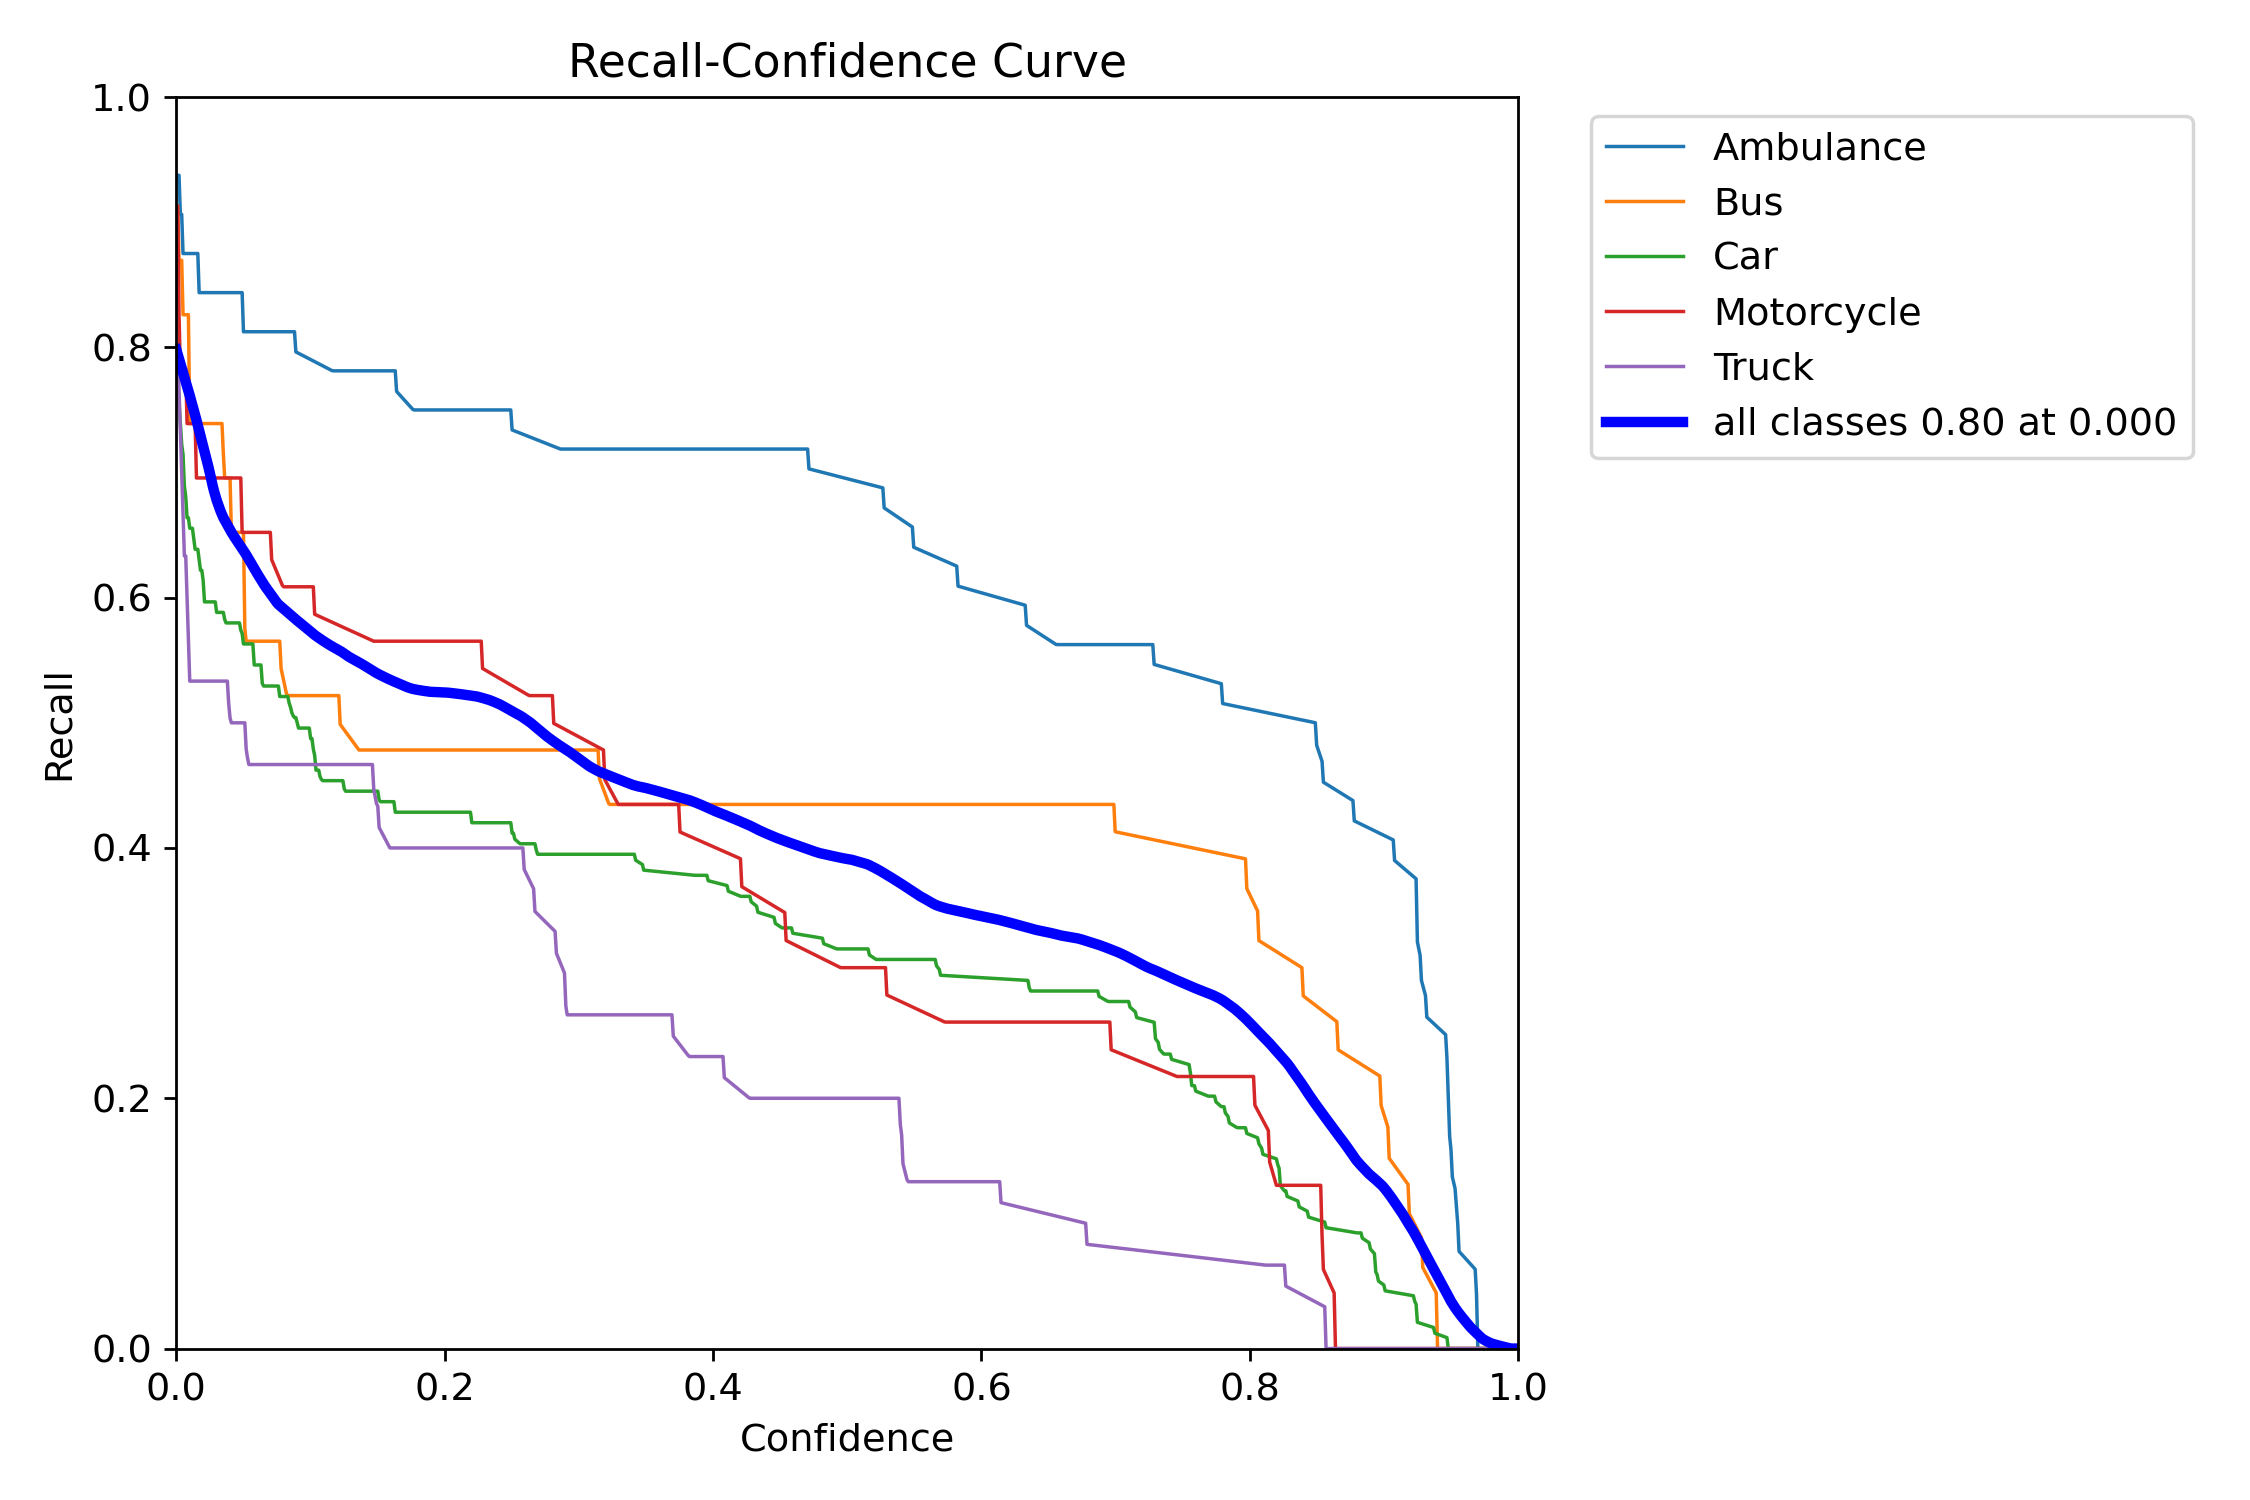 Recall-Confidence Curve
1.0
0.8
0.6
0.4
0.2
0.0
Recall
0.0 0.2 0.4 0.6 0.8 1.0
Confidence
Ambulance
Bus
Car
Motorcycle
Truck
all classes 0.80 at 0.000